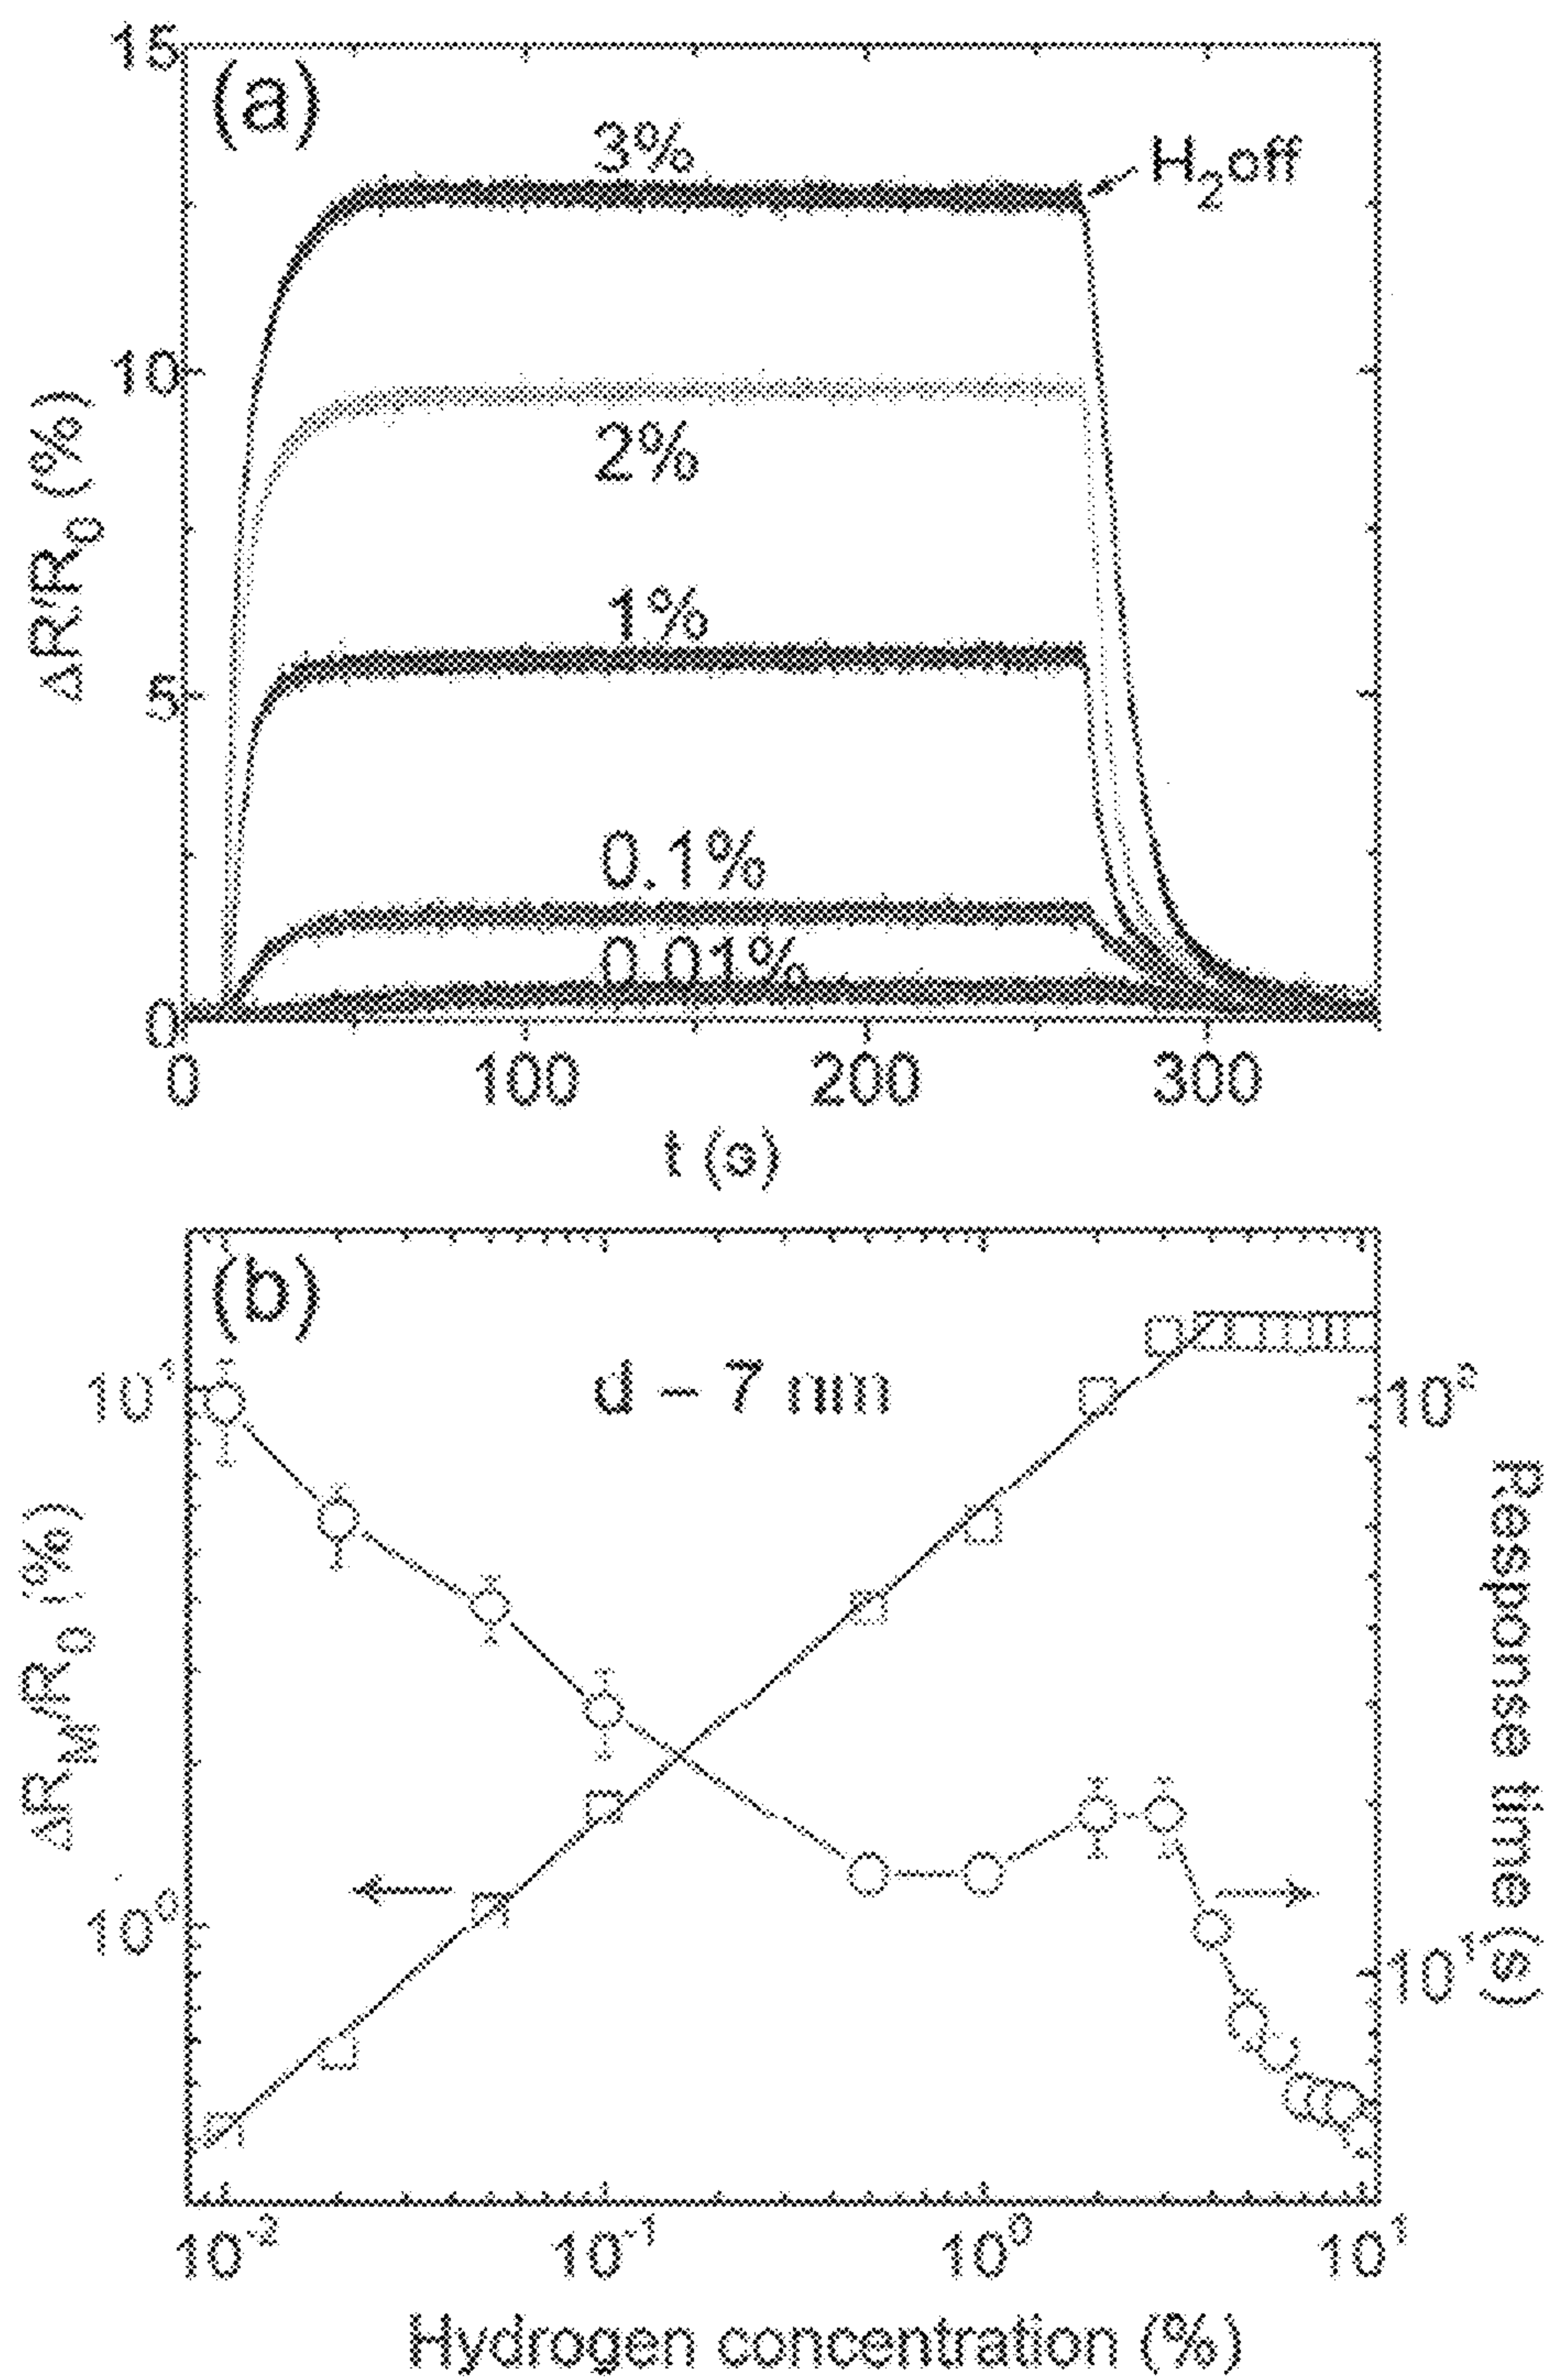 (a)
15
10
5
0
ΔR/R₀ (%)
3%
H₂off
2%
1%
0.1%
0.01%
0 100 200 300
t (s)
(b)
d – 7 nm
10¹
10⁰
ΔR_M/R₀ (%)
10²
10¹
Response time (s)
10⁻² 10⁻¹ 10⁰ 10¹
Hydrogen concentration (%)